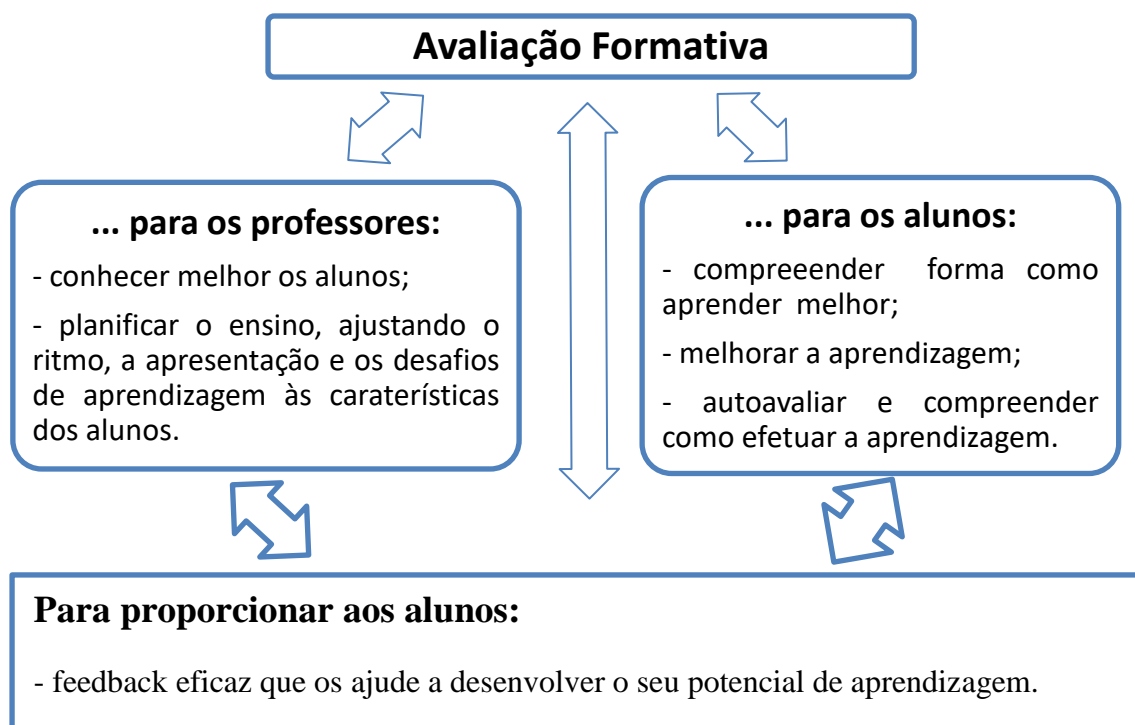 Avaliação Formativa
... para os professores:
- conhecer melhor os alunos;
- planificar o ensino, ajustando o
ritmo, a apresentação e os desafios
de aprendizagem às caraterísticas
dos alunos.
... para os alunos:
- compreeender forma como
aprender melhor;
- melhorar a aprendizagem;
- autoavaliar e compreender
como efetuar a aprendizagem.
Para proporcionar aos alunos:
- feedback eficaz que os ajude a desenvolver o seu potencial de aprendizagem.